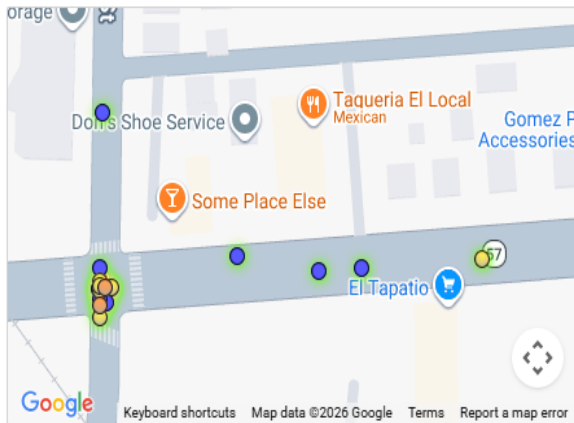 orage
Don's Shoe Service
Taqueria El Local
Mexican
Gomez P
Accessories
Some Place Else
57
El Tapatio
Google
Keyboard shortcuts Map data ©2026 Google Terms Report a map error